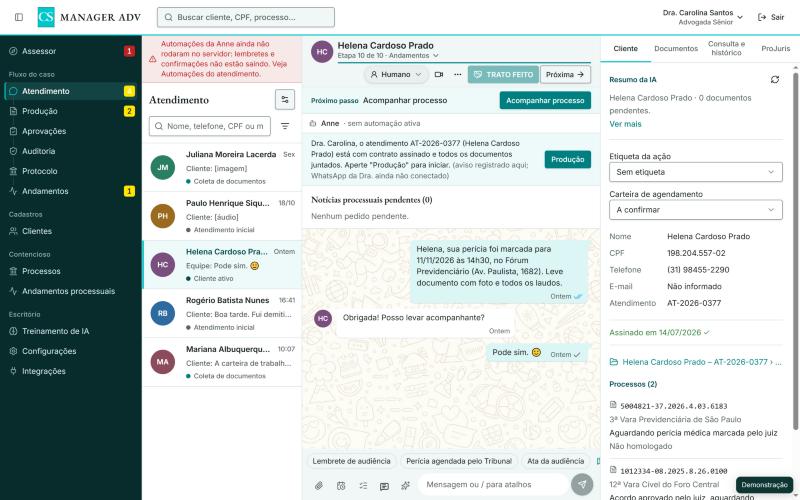 CS MANAGER ADV
Buscar cliente, CPF, processo...
Dra. Carolina Santos
Advogada Sênior
Sair
Assessor 1
Fluxo do caso
Atendimento 4
Produção 2
Aprovações
Auditoria
Protocolo
Andamentos 1
Cadastros
Clientes
Contencioso
Processos
Andamentos processuais
Escritório
Treinamento de IA
Configurações
Integrações
Automações da Anne ainda não
rodaram no servidor: lembretes e
confirmações não estão saindo. Veja
Automações do atendimento.
Atendimento
Nome, telefone, CPF ou m
JM
Juliana Moreira Lacerda Sex
Cliente: [imagem]
Coleta de documentos
PH
Paulo Henrique Siqu... 18/10
Cliente: [áudio]
Atendimento inicial
HC
Helena Cardoso Pra... Ontem
Equipe: Pode sim. 🙂
Cliente ativo
RB
Rogério Batista Nunes 16:41
Cliente: Boa tarde. Fui demiti...
Atendimento inicial
MA
Mariana Albuquerqu... 10:07
Cliente: A carteira de trabalh...
Coleta de documentos
HC
Helena Cardoso Prado
Etapa 10 de 10 · Andamentos
Humano
TRATO FEITO
Próxima →
Próximo passo Acompanhar processo
Acompanhar processo
Anne · sem automação ativa
Dra. Carolina, o atendimento AT-2026-0377 (Helena Cardoso
Prado) está com contrato assinado e todos os documentos
juntados. Aperte "Produção" para iniciar. (aviso registrado aqui;
WhatsApp da Dra. ainda não conectado)
Produção
Notícias processuais pendentes (0)
Nenhum pedido pendente.
Helena, sua perícia foi marcada para
11/11/2026 às 14h30, no Fórum
Previdenciário (Av. Paulista, 1682). Leve
documento com foto e todos os laudos.
Ontem
HC
Obrigada! Posso levar acompanhante?
Ontem
Pode sim. 🙂 Ontem
Lembrete de audiência
Perícia agendada pelo Tribunal
Ata da audiência
Mensagem ou / para atalhos
Cliente
Documentos
Consulta e
histórico
ProJuris
Resumo da IA
Helena Cardoso Prado · 0 documentos
pendentes.
Ver mais
Etiqueta da ação
Sem etiqueta
Carteira de agendamento
A confirmar
Nome Helena Cardoso Prado
CPF 198.204.557-02
Telefone (31) 98455-2290
E-mail Não informado
Atendimento AT-2026-0377
Assinado em 14/07/2026 ✓
Helena Cardoso Prado – AT-2026-0377 › ...
Processos (2)
5004821-37.2026.4.03.6183
3ª Vara Previdenciária de São Paulo
Aguardando perícia médica marcada pelo juiz
Não homologado
1012334-08.2025.8.26.0100
12ª Vara Cível do Foro Central
Acordo aprovado pelo juiz, aguardando
Demonstração